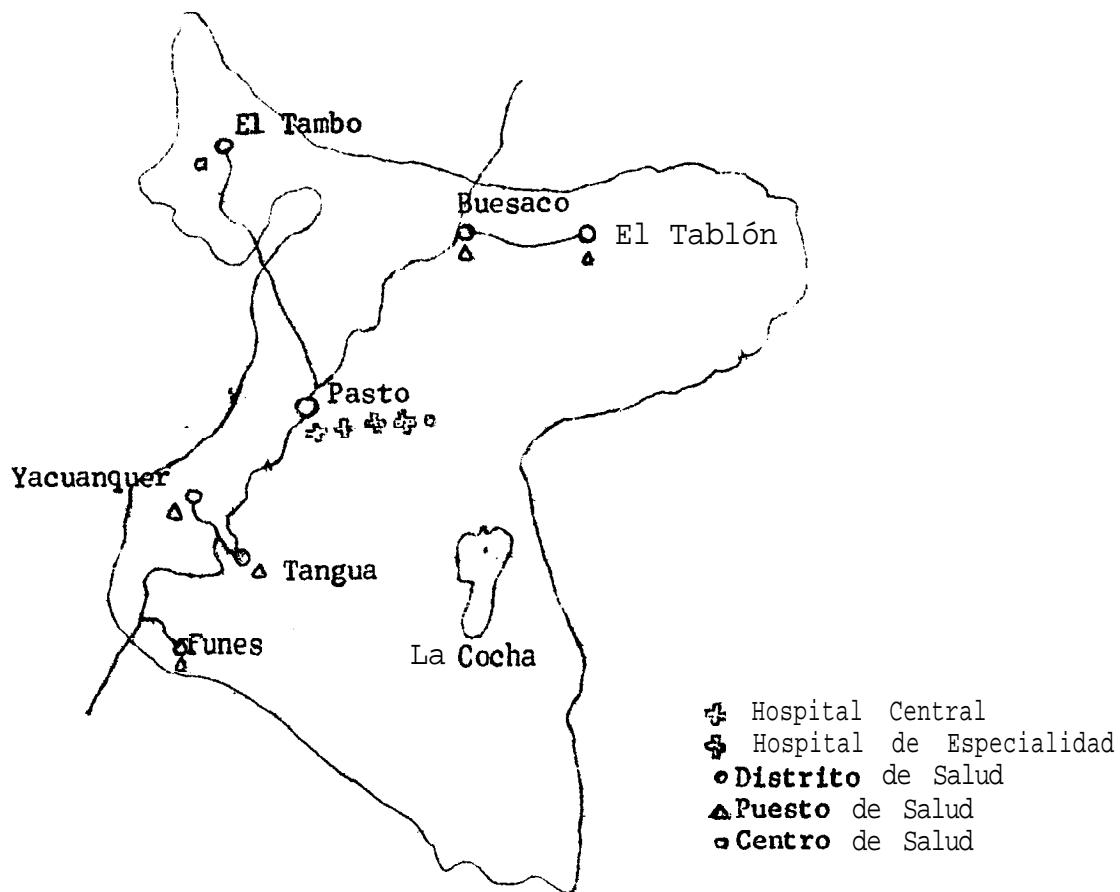 El Tambo
Buesaco
El Tablón
Pasto
Yacuanquer
Tangua
Funes
La Cocha
Hospital Central
Hospital de Especialidad
Distrito de Salud
Puesto de Salud
Centro de Salud